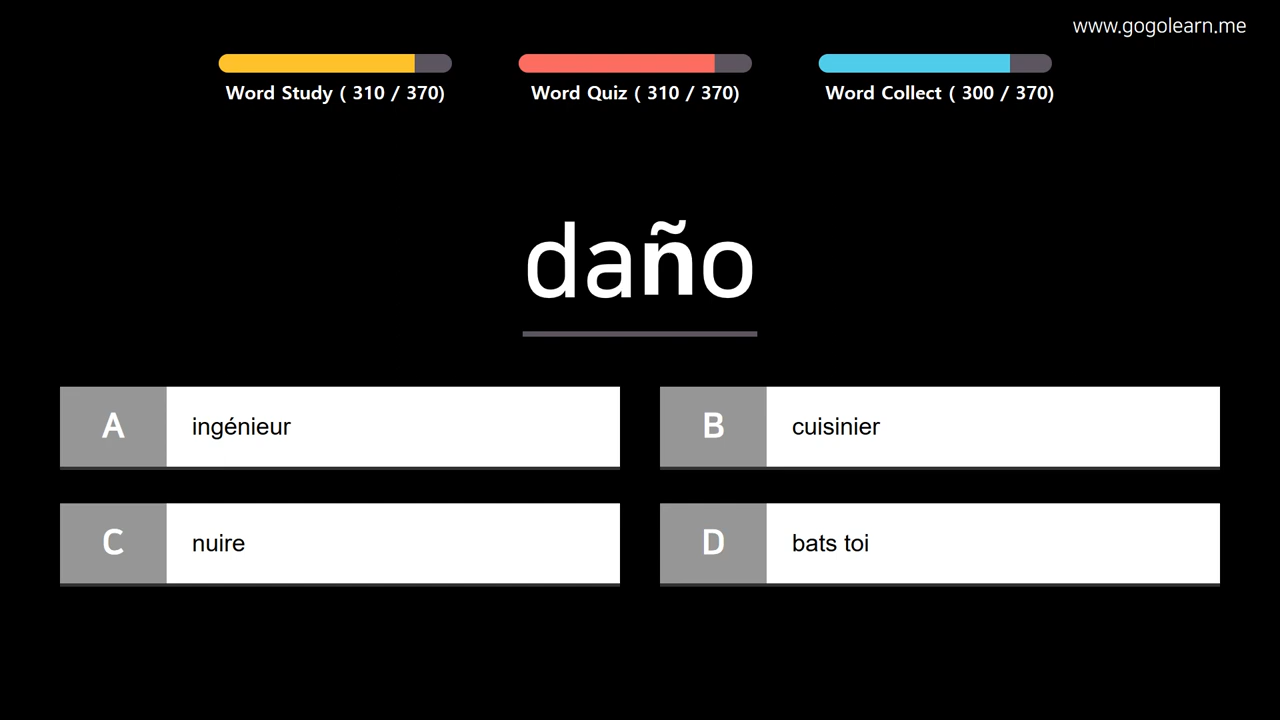 www.gogolearn.me
Word Study ( 310 / 370)
Word Quiz ( 310 / 370)
Word Collect ( 300 / 370)
daño
A ingénieur
B cuisinier
C nuire
D bats toi